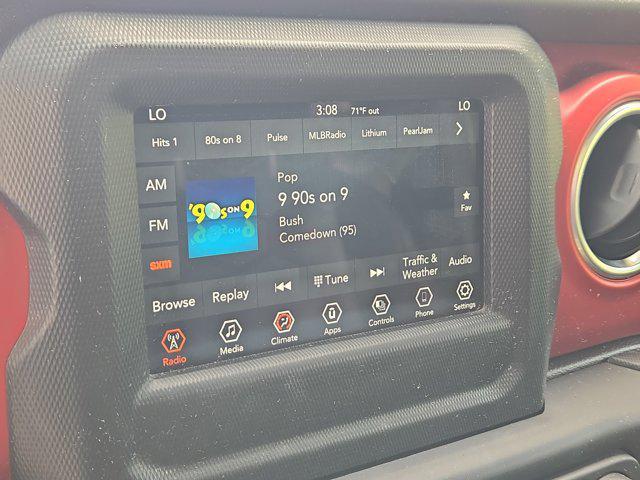 LO 3:08 71°F out LO
Hits 1 80s on 8 Pulse MLBRadio Lithium PearlJam
AM
FM
sxm
'90s ON 9
Pop
9 90s on 9
Bush
Comedown (95)
Fav
Browse Replay Tune Traffic & Weather Audio
Radio Media Climate Apps Controls Phone Settings